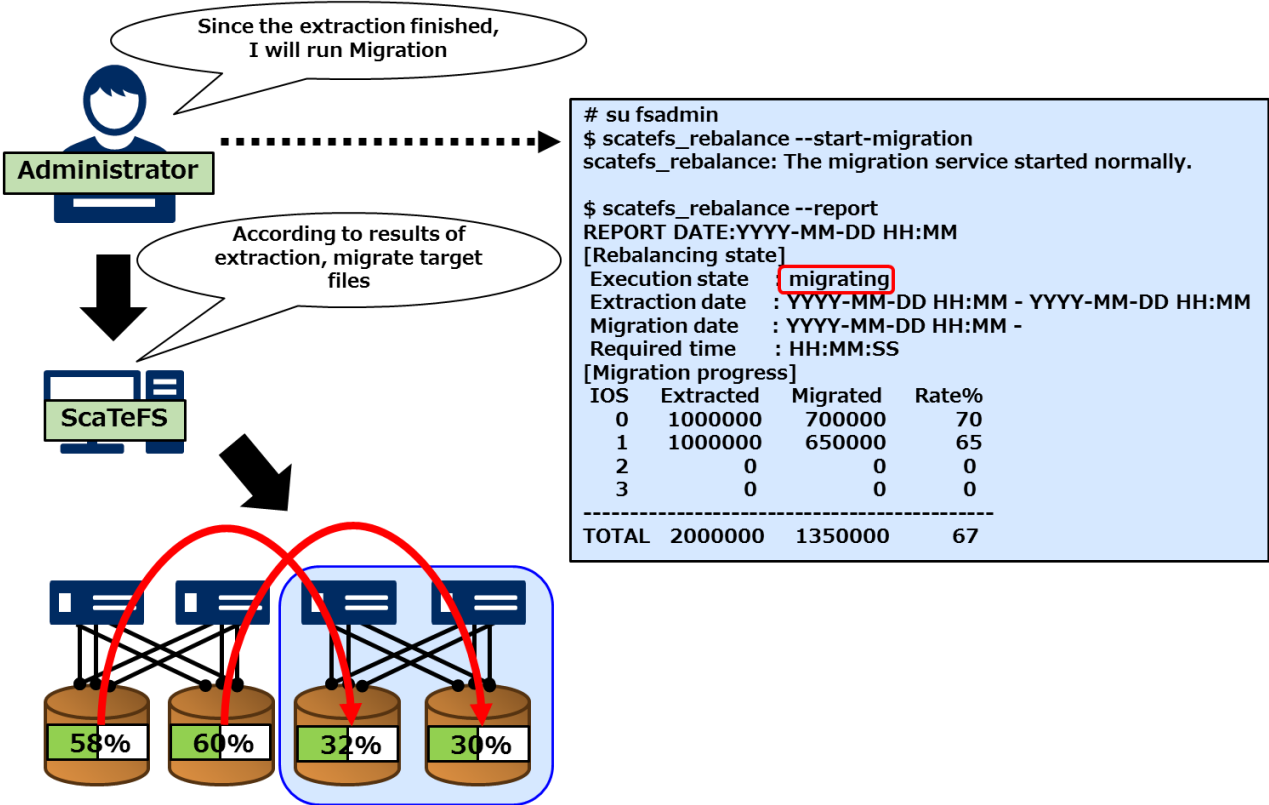 Since the extraction finished,
I will run Migration
Administrator
According to results of
extraction, migrate target
files
ScaTeFS
58%
60%
32%
30%
# su fsadmin
$ scatefs_rebalance --start-migration
scatefs_rebalance: The migration service started normally.
$ scatefs_rebalance --report
REPORT DATE:YYYY-MM-DD HH:MM
[Rebalancing state]
Execution state : migrating
Extraction date : YYYY-MM-DD HH:MM - YYYY-MM-DD HH:MM
Migration date : YYYY-MM-DD HH:MM -
Required time : HH:MM:SS
[Migration progress]
IOS Extracted Migrated Rate%
0 1000000 700000 70
1 1000000 650000 65
2 0 0 0
3 0 0 0
---------------------------------------------
TOTAL 2000000 1350000 67